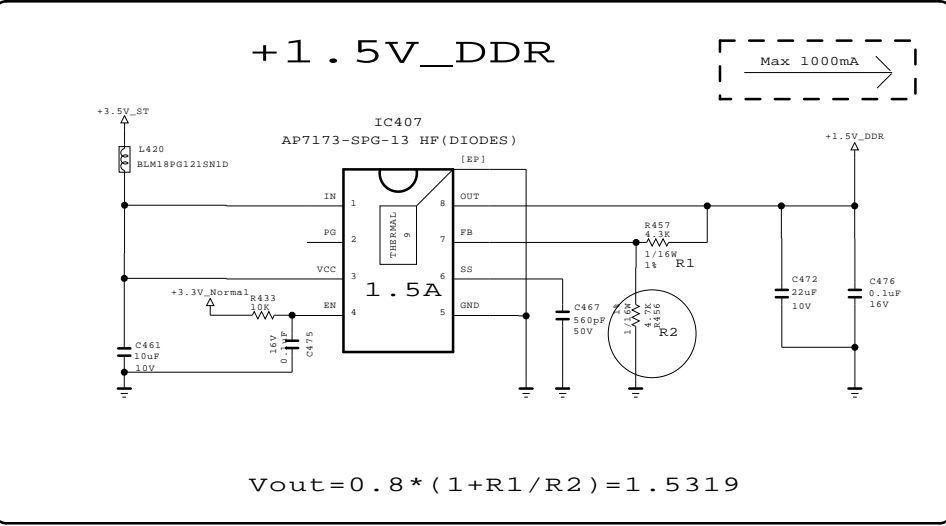 +1.5V_DDR
Max 1000mA
+3.5V_ST
L420
BLM18PG121SN1D
IC407
AP7173-SPG-13 HF(DIODES)
[EP]
+1.5V_DDR
IN
1
8
OUT
THERMAL
9
PG
2
7
FB
R457
4.3K
1/16W
1%
R1
VCC
3
6
SS
1.5A
+3.3V_Normal
R433
10K
EN
4
5
GND
C472
22uF
10V
C476
0.1uF
16V
C467
560pF
50V
1%
1/16W
4.7K
R456
R2
C461
10uF
10V
16V
0.1uF
C475
Vout=0.8*(1+R1/R2)=1.5319